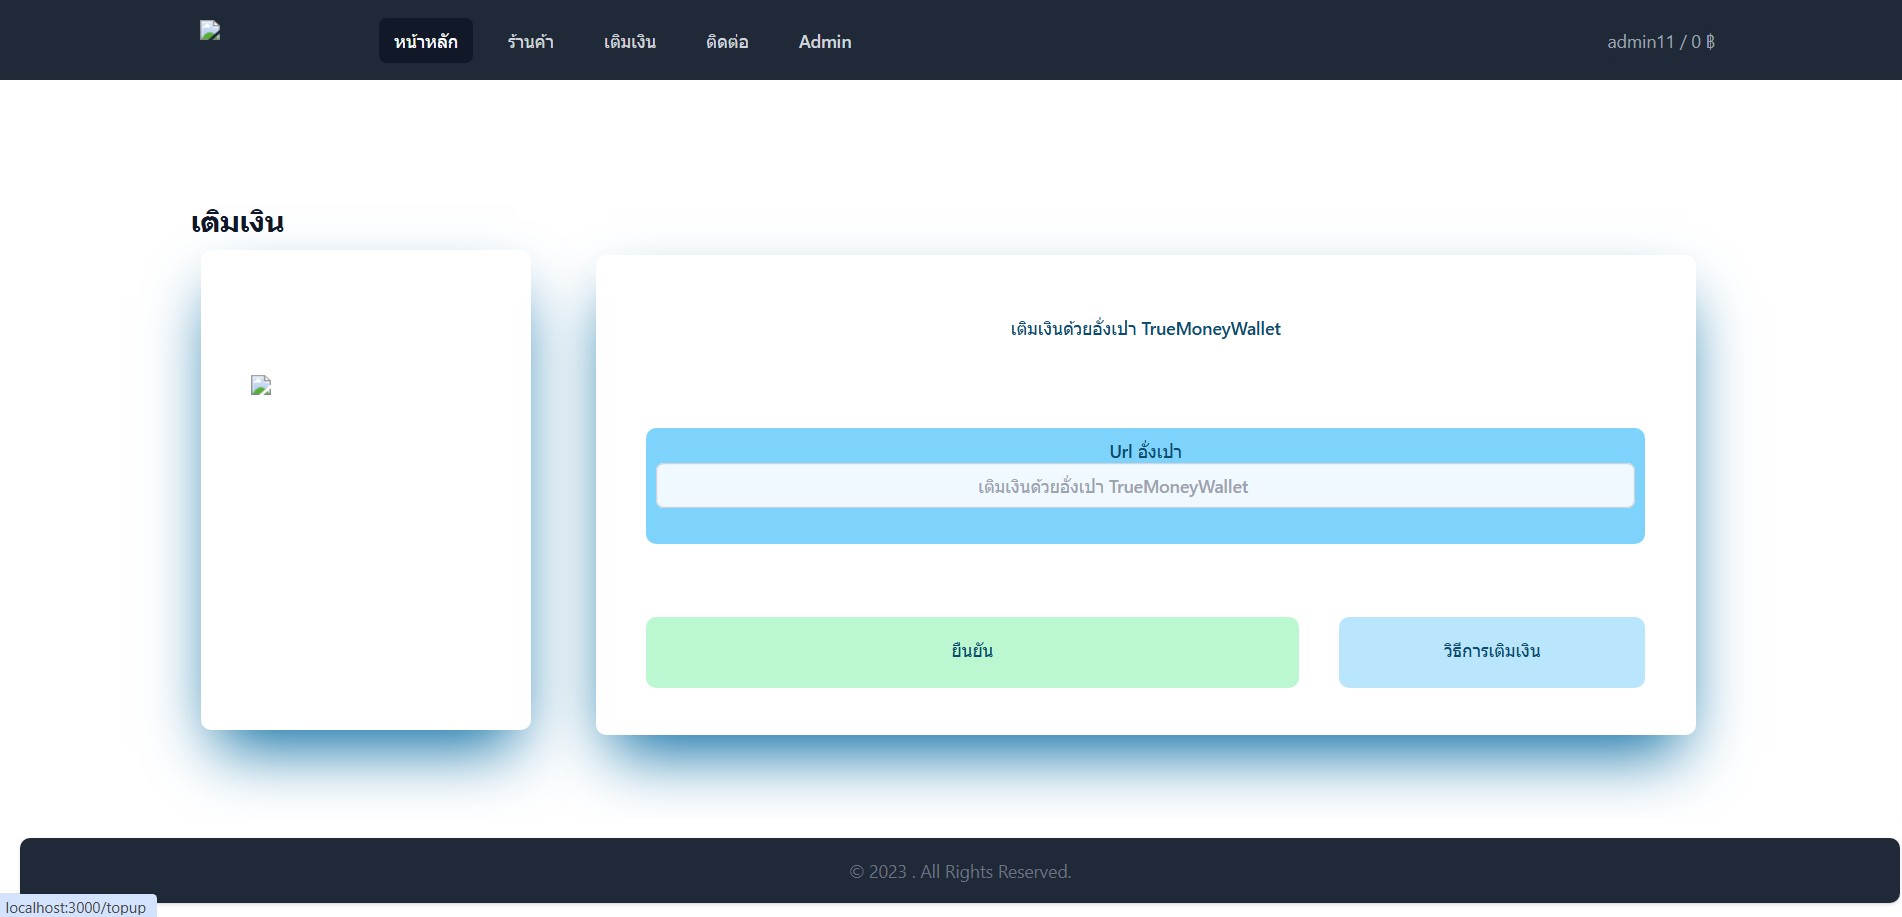 หน้าหลัก ร้านค้า เติมเงิน ติดต่อ Admin admin11 / 0 ฿
เติมเงิน
เติมเงินด้วยอั่งเปา TrueMoneyWallet
Url อั่งเปา
เติมเงินด้วยอั่งเปา TrueMoneyWallet
ยืนยัน วิธีการเติมเงิน
© 2023 . All Rights Reserved.
localhost:3000/topup